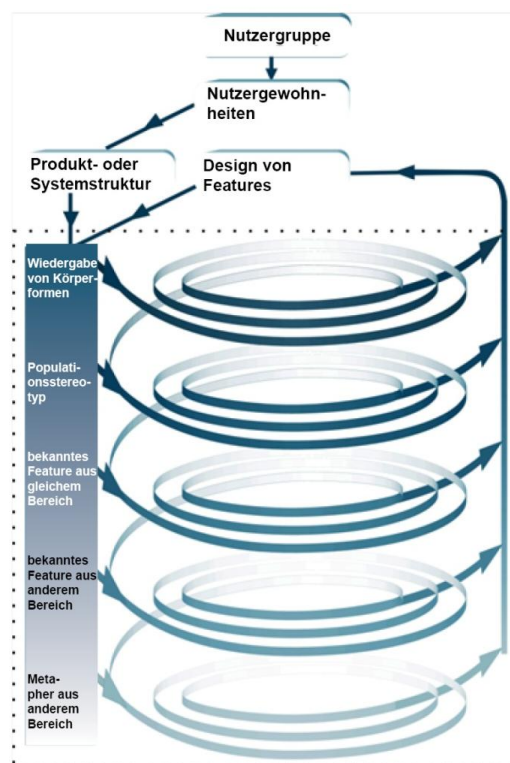 Nutzergruppe
Nutzergewohn-
heiten
Produkt- oder
Systemstruktur
Design von
Features
Wiedergabe
von Körper-
formen
Populati-
onsstereo-
typ
bekanntes
Feature aus
gleichem
Bereich
bekanntes
Feature aus
anderem
Bereich
Meta-
pher aus
anderem
Bereich